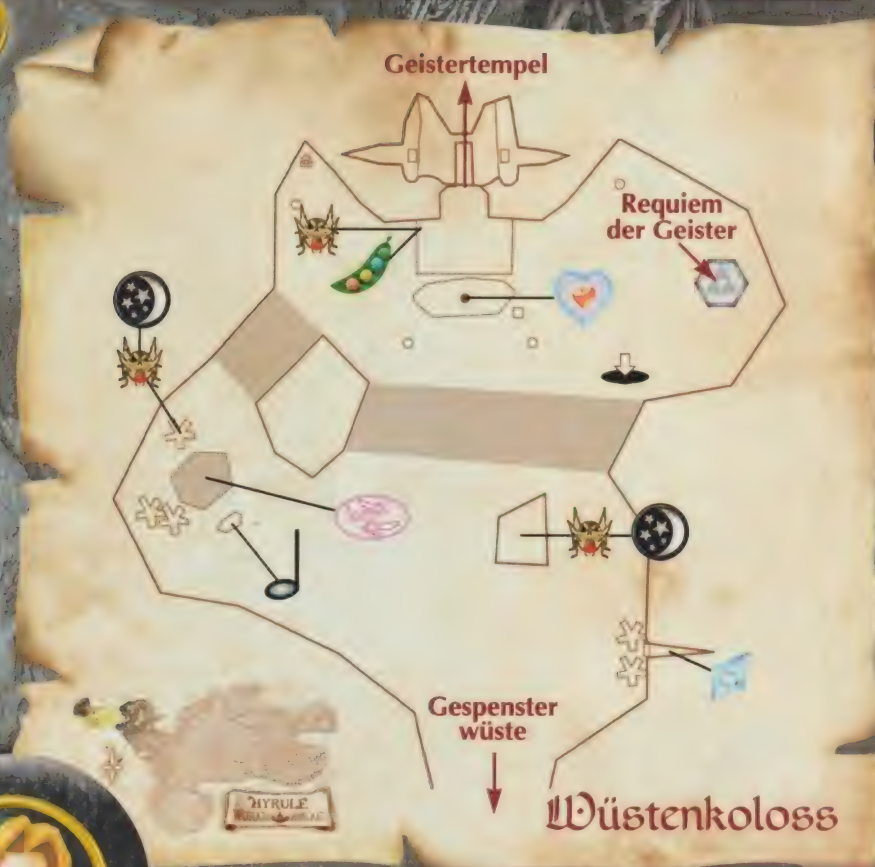 Geistertempel
Requiem
der Geister
Gespenster
wüste
HYRULE
Wüstenkoloss